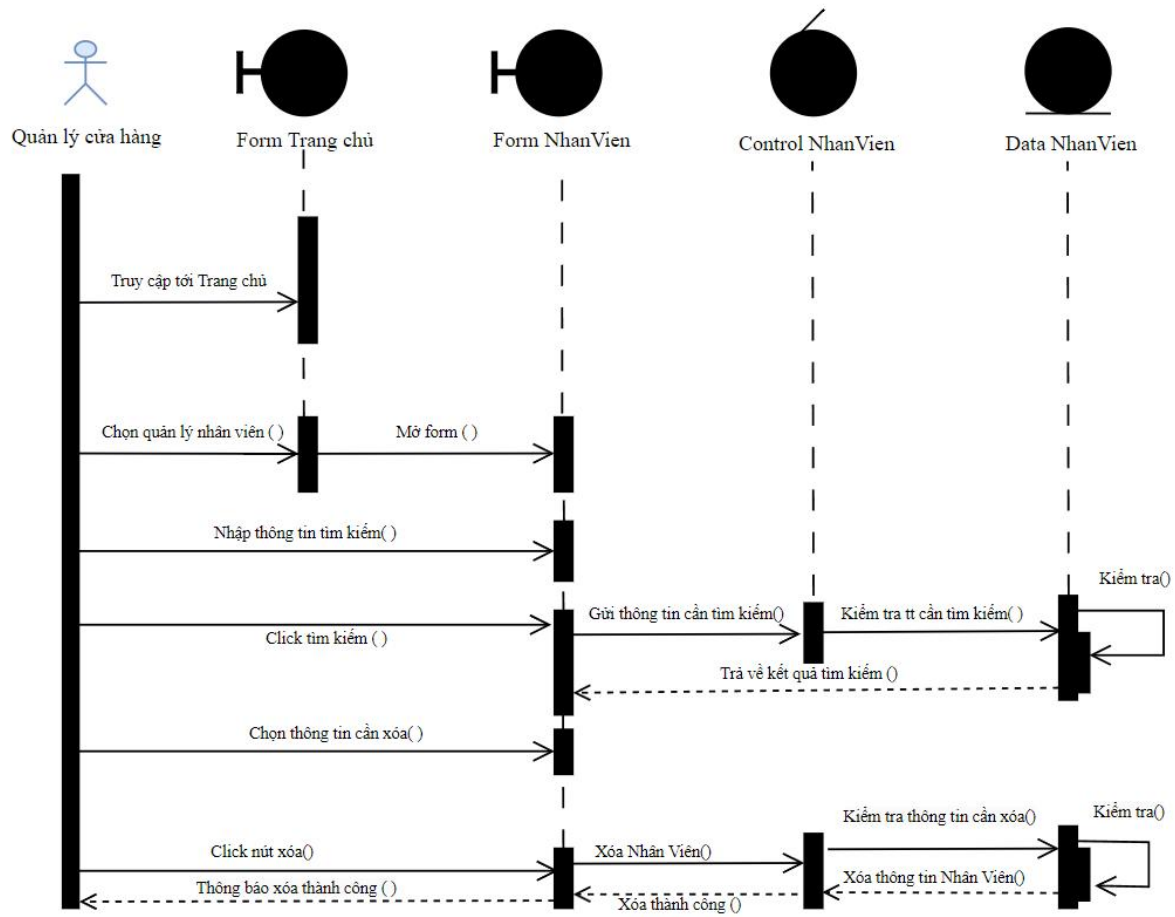 Quản lý cửa hàng
Form Trang chủ
Form NhanVien
Control NhanVien
Data NhanVien
Truy cập tới Trang chủ
Chọn quản lý nhân viên ( )
Mở form ( )
Nhập thông tin tìm kiếm( )
Kiểm tra()
Click tìm kiếm ( )
Gửi thông tin cần tìm kiếm()
Kiểm tra tt cần tìm kiếm( )
Trả về kết quả tìm kiếm ()
Chọn thông tin cần xóa( )
Kiểm tra thông tin cần xóa()
Kiểm tra()
Click nút xóa()
Xóa Nhân Viên()
Xóa thông tin Nhân Viên()
Thông báo xóa thành công ( )
Xóa thành công ()